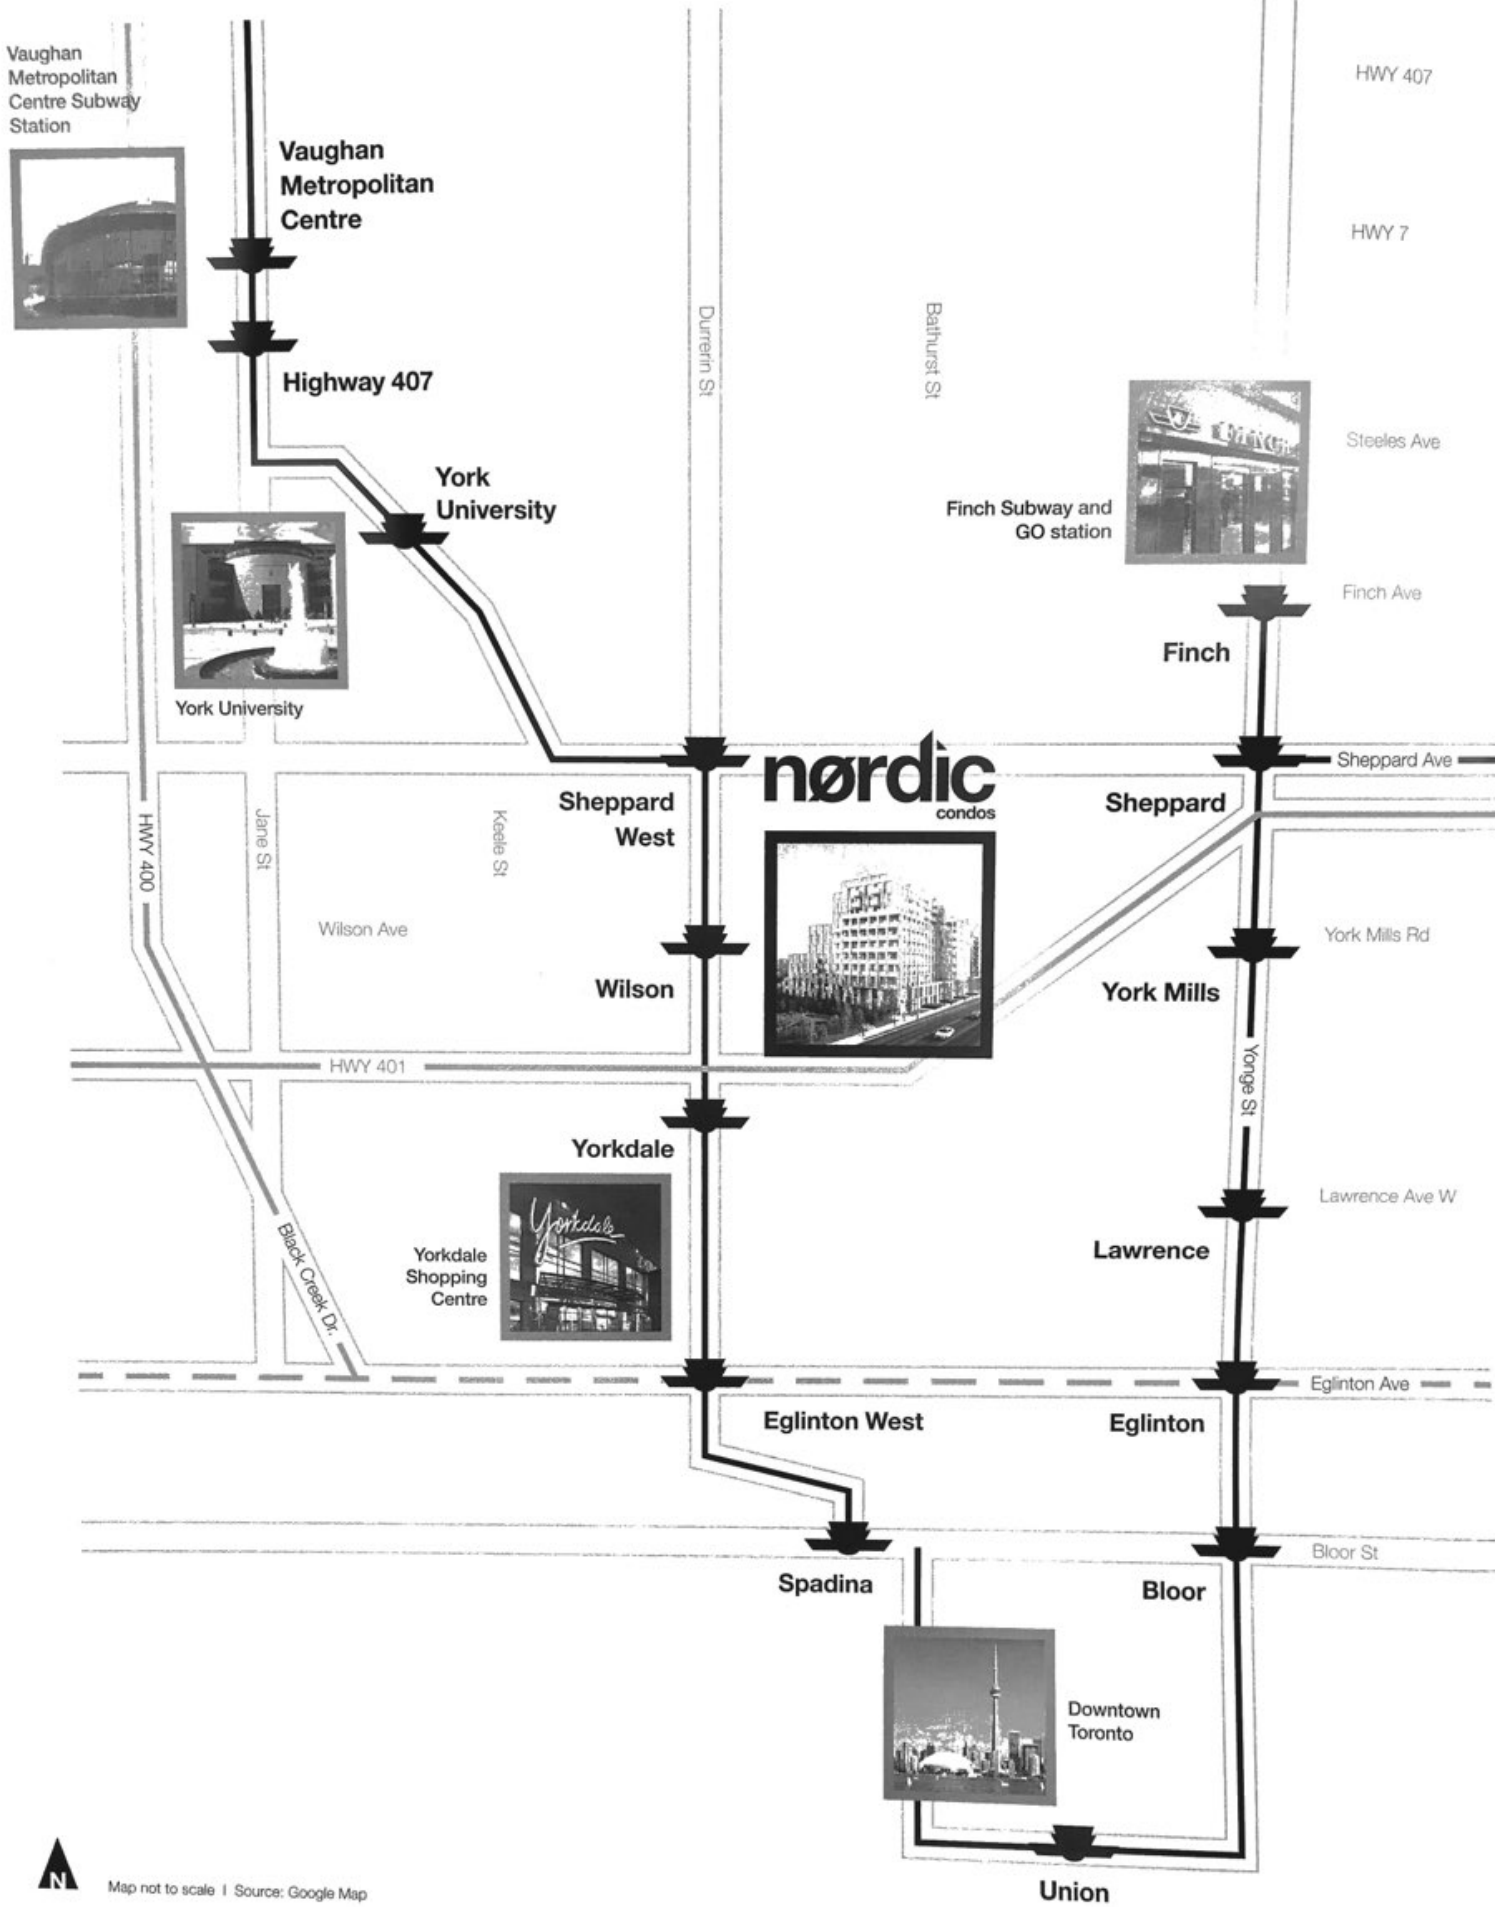 Vaughan
Metropolitan
Centre Subway
Station
HWY 407
Vaughan
Metropolitan
Centre
HWY 7
Durrerin St
Bathurst St
Highway 407
FINCH
Steeles Ave
York
University
Finch Subway and
GO station
Finch Ave
Finch
York University
nørdic
condos
Sheppard Ave
Sheppard
West
Sheppard
HWY 400
Jane St
Keele St
Wilson Ave
York Mills Rd
Wilson
York Mills
HWY 401
Yonge St
Yorkdale
Lawrence Ave W
Yorkdale
Lawrence
Yorkdale
Shopping
Centre
Black Creek Dr.
Eglinton Ave
Eglinton West
Eglinton
Bloor St
Spadina
Bloor
Downtown
Toronto
Union
N
Map not to scale | Source: Google Map